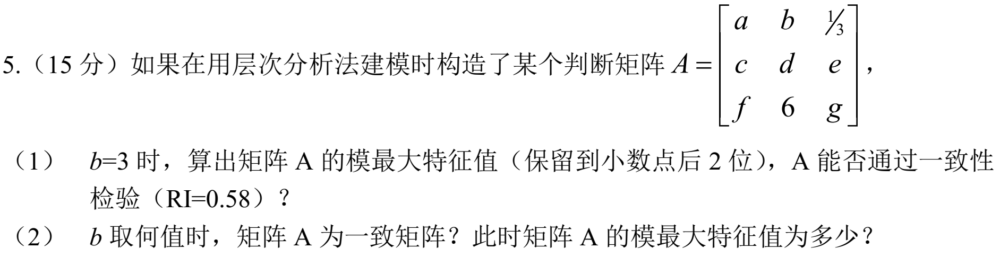 5.（15 分）如果在用层次分析法建模时构造了某个判断矩阵 A = [a b 1/3; c d e; f 6 g]，
（1） b=3 时，算出矩阵 A 的模最大特征值（保留到小数点后 2 位），A 能否通过一致性
检验（RI=0.58）？
（2） b 取何值时，矩阵 A 为一致矩阵？此时矩阵 A 的模最大特征值为多少？